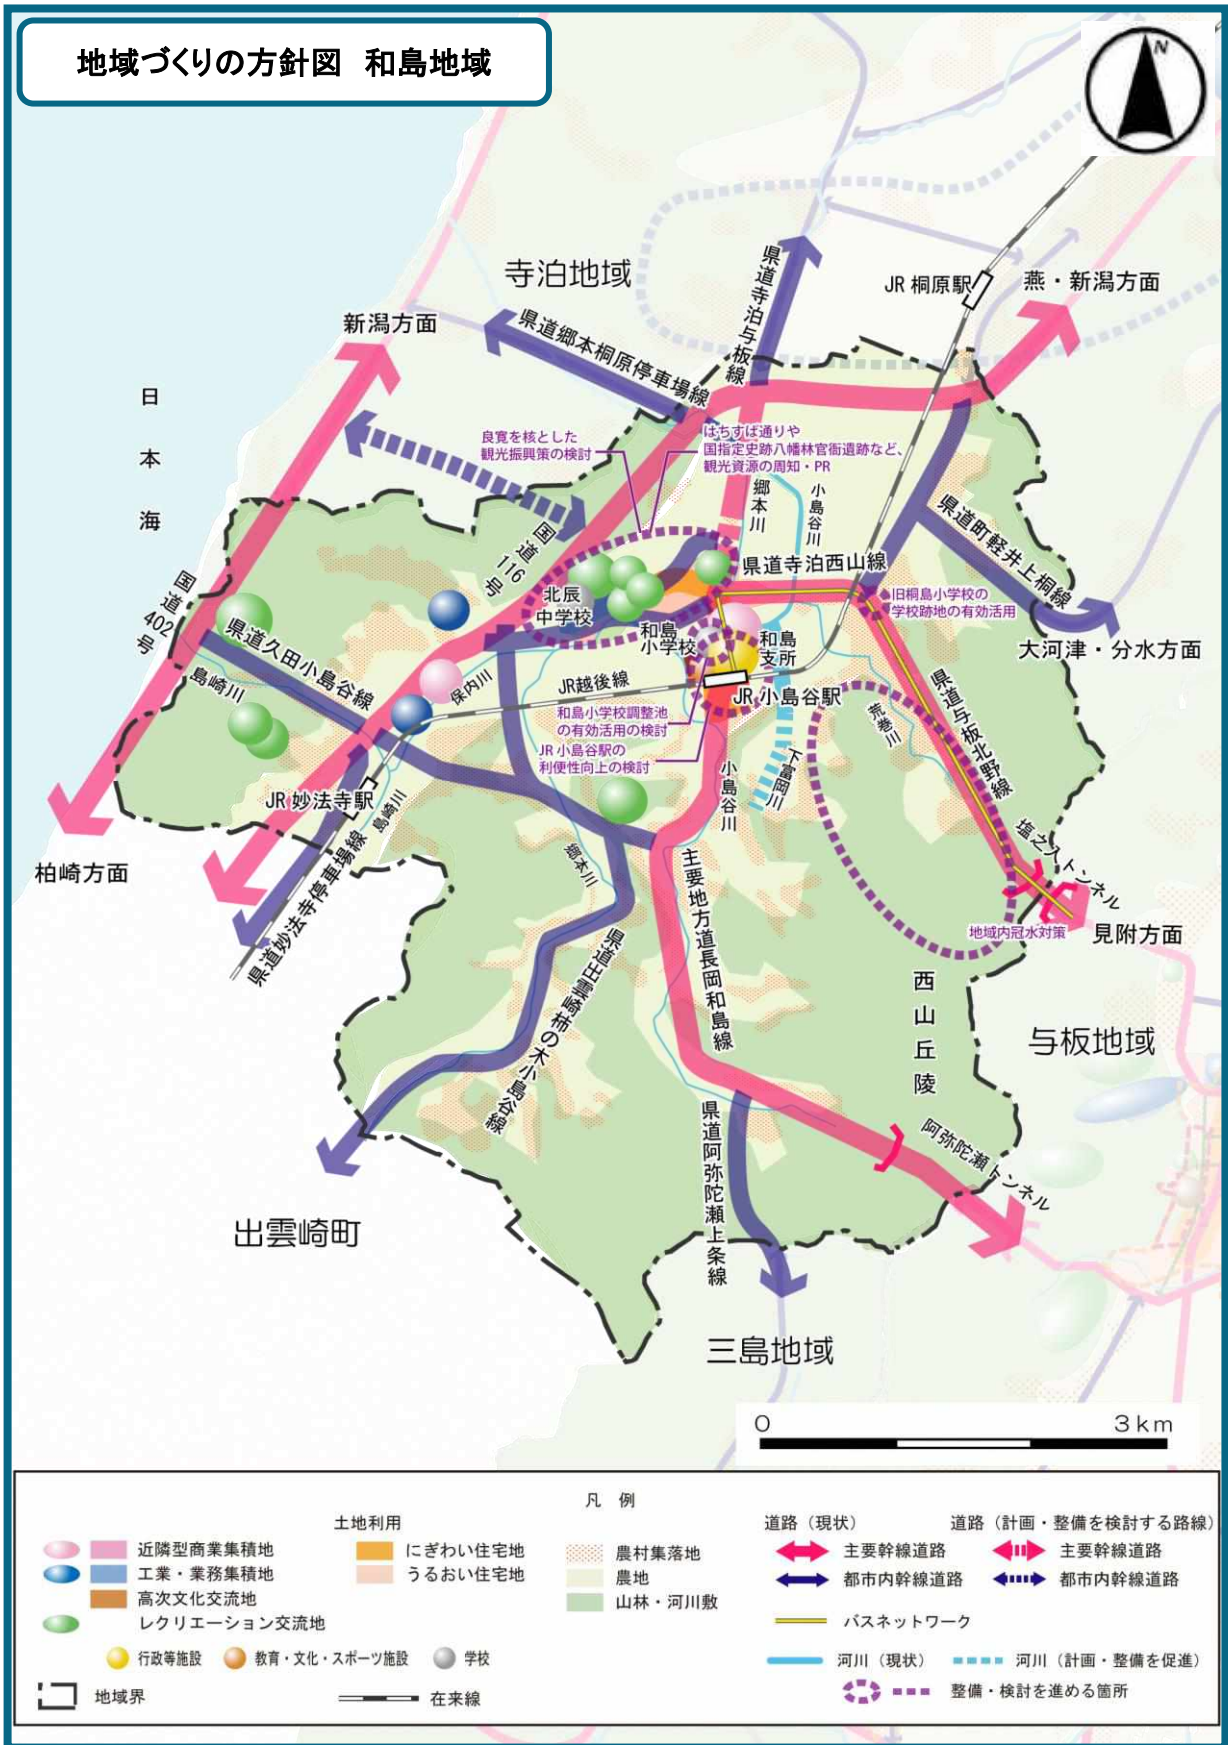 地域づくりの方針図 和島地域
N
寺泊地域
県道寺泊与板線
JR 桐原駅
燕・新潟方面
新潟方面
県道郷本桐原停車場線
日本海
良寛を核とした
観光振興策の検討
はちすば通りや
国指定史跡八幡林官衙遺跡など、
観光資源の周知・PR
郷本川
小島谷川
国道116号
県道町軽井上桐線
県道寺泊西山線
国道402号
北辰
中学校
旧桐島小学校の
学校跡地の有効活用
県道久田小島谷線
和島
小学校
和島
支所
大河津・分水方面
島崎川
保内川
JR越後線
JR 小島谷駅
県道与板北野線
荒巻川
和島小学校調整池
の有効活用の検討
JR 小島谷駅の
利便性向上の検討
下富岡川
小島谷川
JR 妙法寺駅
島崎川
塩之入トンネル
柏崎方面
郷本川
主要地方道長岡和島線
県道妙法寺停車場線
地域内冠水対策
見附方面
県道出雲崎柿の木小島谷線
西山丘陵
与板地域
県道阿弥陀瀬上条線
阿弥陀瀬トンネル
出雲崎町
三島地域
0 3km
凡 例
土地利用
道路（現状） 道路（計画・整備を検討する路線）
近隣型商業集積地
にぎわい住宅地
農村集落地
主要幹線道路
主要幹線道路
工業・業務集積地
うるおい住宅地
農地
都市内幹線道路
都市内幹線道路
高次文化交流地
山林・河川敷
レクリエーション交流地
バスネットワーク
行政等施設
教育・文化・スポーツ施設
学校
河川（現状）
河川（計画・整備を促進）
地域界
在来線
整備・検討を進める箇所